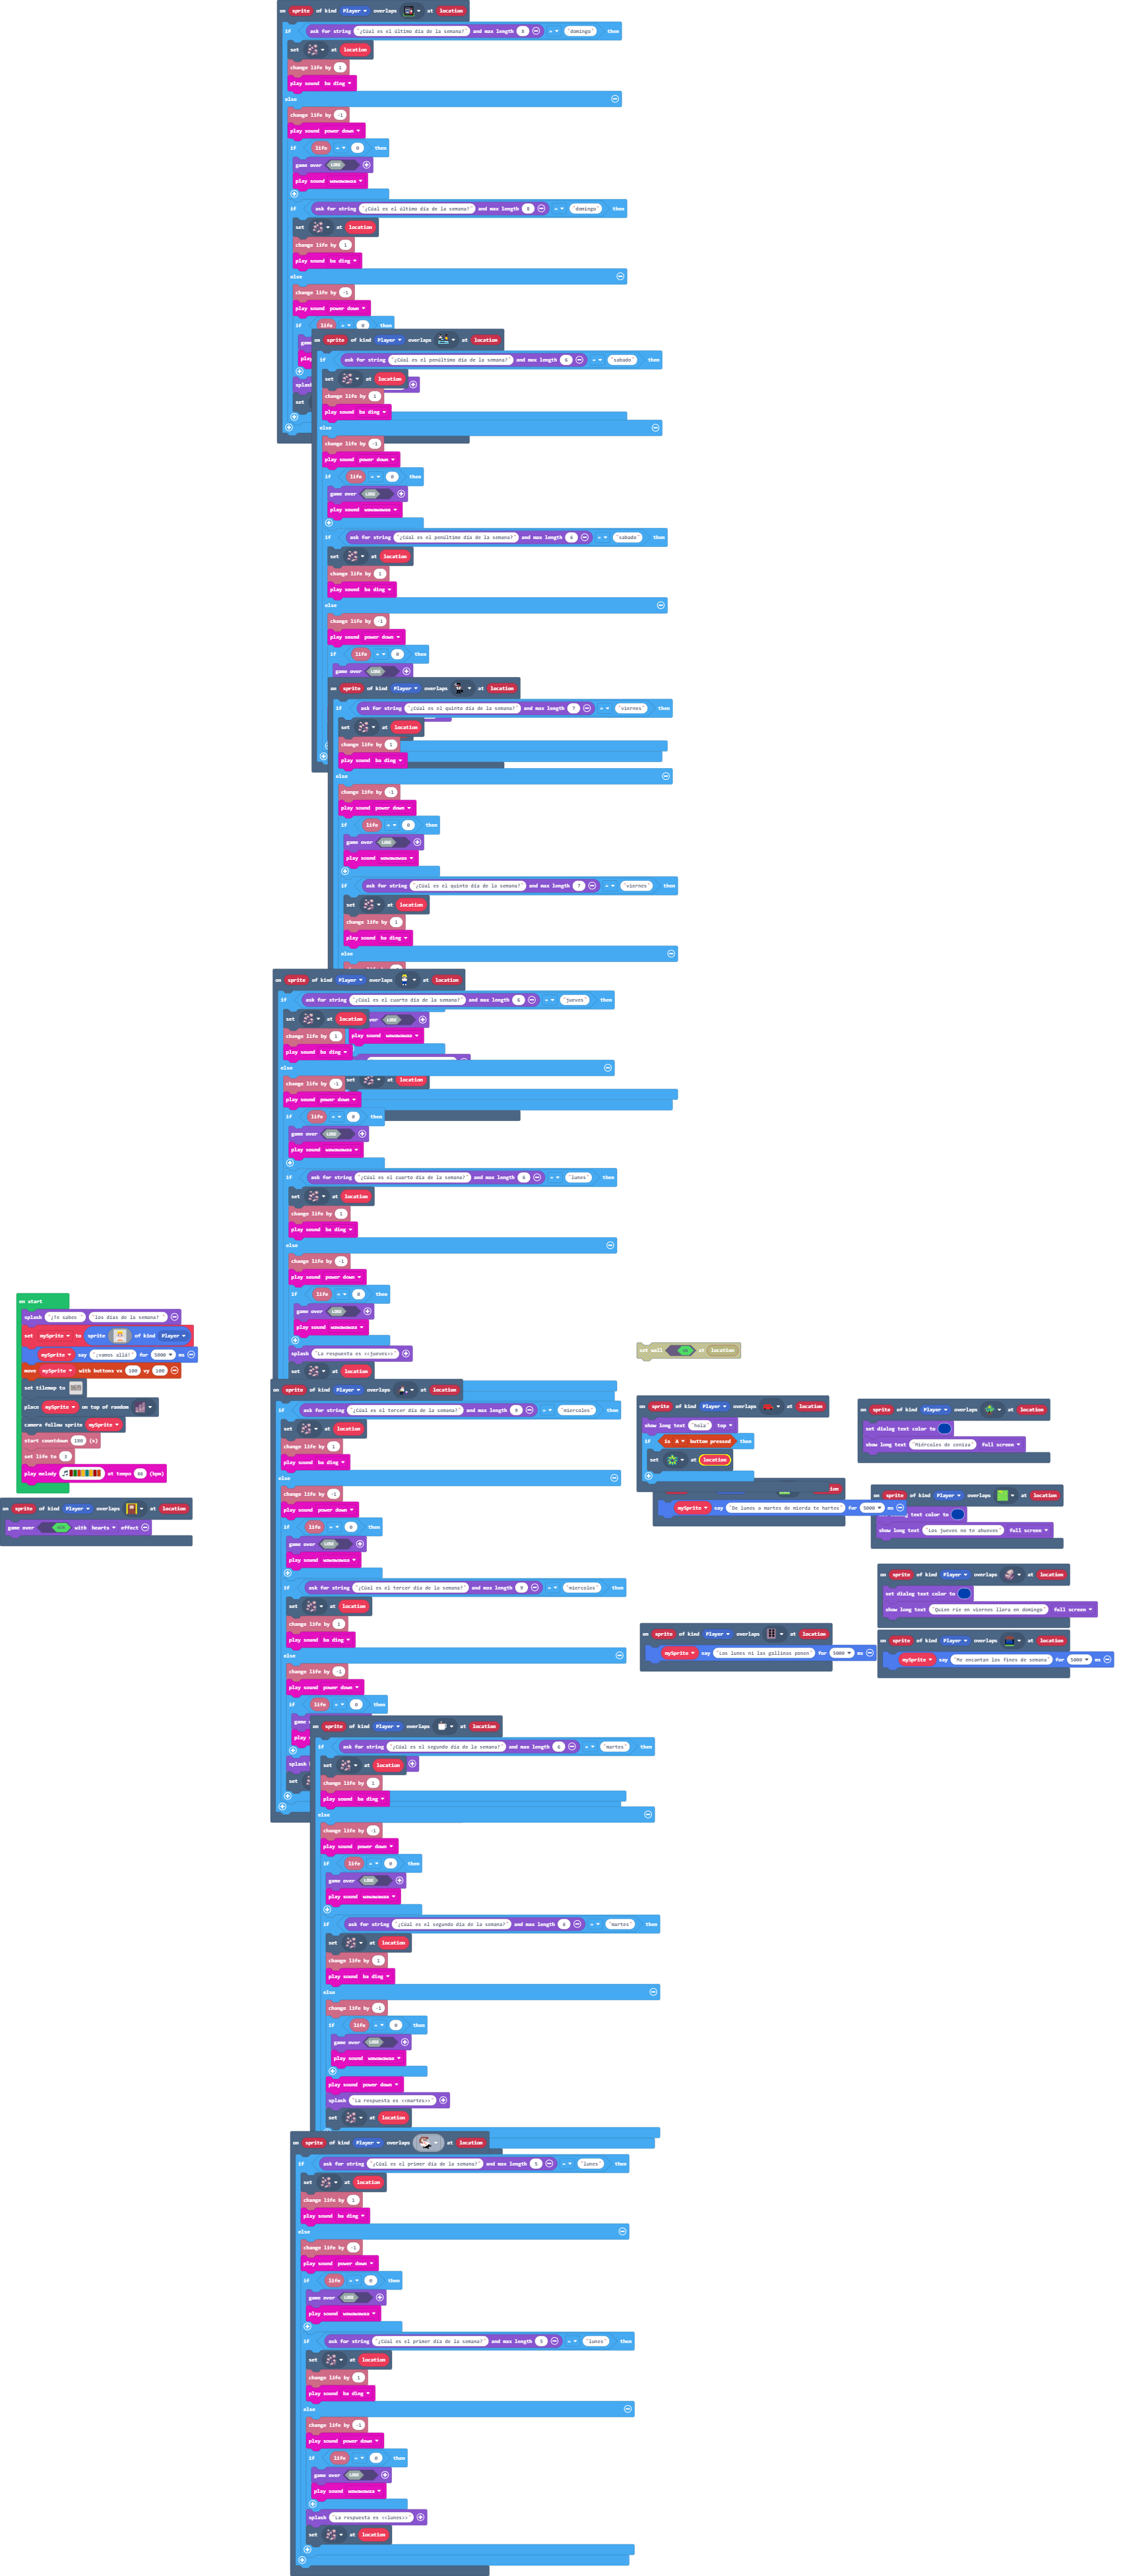 on sprite of kind Player overlaps at location
if ask for string "¿Cúal es el último día de la semana?" and max length 8 = "domingo" then
set at location
change life by 1
play sound ba ding
else
change life by -1
play sound power down
if life = 0 then
game over LOSE
play sound wawawawaa
if ask for string "¿Cúal es el último día de la semana?" and max length 8 = "domingo" then
set at location
change life by 1
play sound ba ding
else
change life by -1
play sound power down
if life = 0 then
on sprite of kind Player overlaps at location
if ask for string "¿Cúal es el penúltimo día de la semana?" and max length 6 = "sabado" then
set at location
change life by 1
play sound ba ding
else
change life by -1
play sound power down
if life = 0 then
game over LOSE
play sound wawawawaa
if ask for string "¿Cúal es el penúltimo día de la semana?" and max length 6 = "sabado" then
set at location
change life by 1
play sound ba ding
else
change life by -1
play sound power down
if life = 0 then
game over LOSE
on sprite of kind Player overlaps at location
if ask for string "¿Cúal es el quinto día de la semana?" and max length 7 = "viernes" then
set at location
change life by 1
play sound ba ding
else
change life by -1
play sound power down
if life = 0 then
game over LOSE
play sound wawawawaa
if ask for string "¿Cúal es el quinto día de la semana?" and max length 7 = "viernes" then
set at location
change life by 1
play sound ba ding
else
on sprite of kind Player overlaps at location
if ask for string "¿Cúal es el cuarto día de la semana?" and max length 6 = "jueves" then
set at location
change life by 1
play sound ba ding
else
change life by -1
play sound power down
if life = 0 then
game over LOSE
play sound wawawawaa
if ask for string "¿Cúal es el cuarto día de la semana?" and max length 6 = "lunes" then
set at location
change life by 1
play sound ba ding
else
change life by -1
play sound power down
if life = 0 then
game over LOSE
play sound wawawawaa
splash "La respuesta es <<jueves>>"
set at location
on start
splash "¿Te sabes " "los días de la semana? "
set mySprite to sprite of kind Player
mySprite say "¡vamos allá!" for 5000 ms
move mySprite with buttons vx 100 vy 100
set tilemap to
place mySprite on top of random
camera follow sprite mySprite
start countdown 180 (s)
set life to 3
play melody at tempo 80 (bpm)
on sprite of kind Player overlaps at location
game over WIN with hearts effect
on sprite of kind Player overlaps at location
if ask for string "¿Cúal es el tercer día de la semana?" and max length 9 = "miercoles" then
set at location
change life by 1
play sound ba ding
else
change life by -1
play sound power down
if life = 0 then
game over LOSE
play sound wawawawaa
if ask for string "¿Cúal es el tercer día de la semana?" and max length 9 = "miercoles" then
set at location
change life by 1
play sound ba ding
else
change life by -1
play sound power down
if life = 0 then
set wall ON at location
on sprite of kind Player overlaps at location
show long text "hola" top
if is A button pressed then
set at location
mySprite say "De lunes a martes de mierda te hartes" for 5000 ms
on sprite of kind Player overlaps at location
set dialog text color to
show long text "Miércoles de ceniza" full screen
on sprite of kind Player overlaps at location
text color to
show long text "Los jueves no te ahueves" full screen
on sprite of kind Player overlaps at location
set dialog text color to
show long text "Quien ríe en viernes llora en domingo" full screen
on sprite of kind Player overlaps at location
mySprite say "Los lunes ni las gallinas ponen" for 5000 ms
on sprite of kind Player overlaps at location
mySprite say "Me encantan los fines de semana" for 5000 ms
on sprite of kind Player overlaps at location
if ask for string "¿Cúal es el segundo día de la semana?" and max length 6 = "martes" then
set at location
change life by 1
play sound ba ding
else
change life by -1
play sound power down
if life = 0 then
game over LOSE
play sound wawawawaa
if ask for string "¿Cúal es el segundo día de la semana?" and max length 6 = "martes" then
set at location
change life by 1
play sound ba ding
else
change life by -1
if life = 0 then
game over LOSE
play sound wawawawaa
play sound power down
splash "La respuesta es <<martes>>"
set at location
on sprite of kind Player overlaps at location
if ask for string "¿Cúal es el primer día de la semana?" and max length 5 = "lunes" then
set at location
change life by 1
play sound ba ding
else
change life by -1
play sound power down
if life = 0 then
game over LOSE
play sound wawawawaa
if ask for string "¿Cúal es el primer día de la semana?" and max length 5 = "lunes" then
set at location
change life by 1
play sound ba ding
else
change life by -1
play sound power down
if life = 0 then
game over LOSE
play sound wawawawaa
splash "La respuesta es <<lunes>>"
set at location